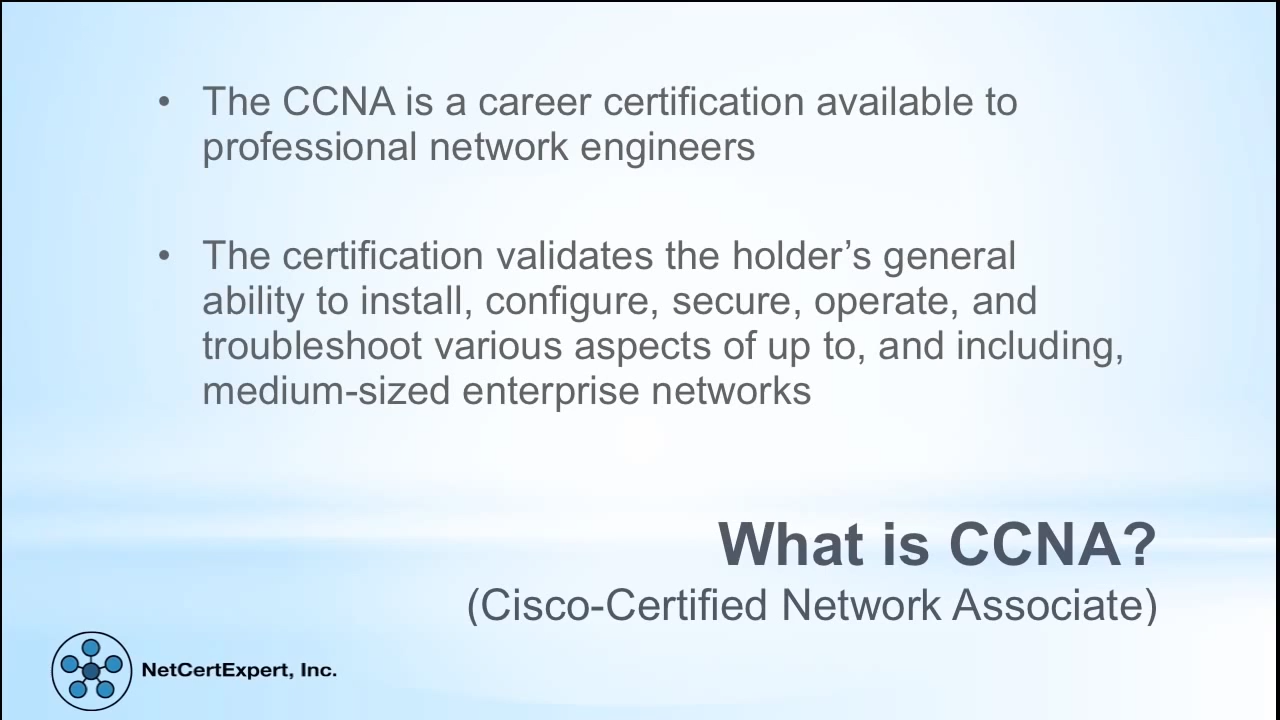 • The CCNA is a career certification available to
professional network engineers
• The certification validates the holder’s general
ability to install, configure, secure, operate, and
troubleshoot various aspects of up to, and including,
medium-sized enterprise networks
What is CCNA?
(Cisco-Certified Network Associate)
NetCertExpert, Inc.